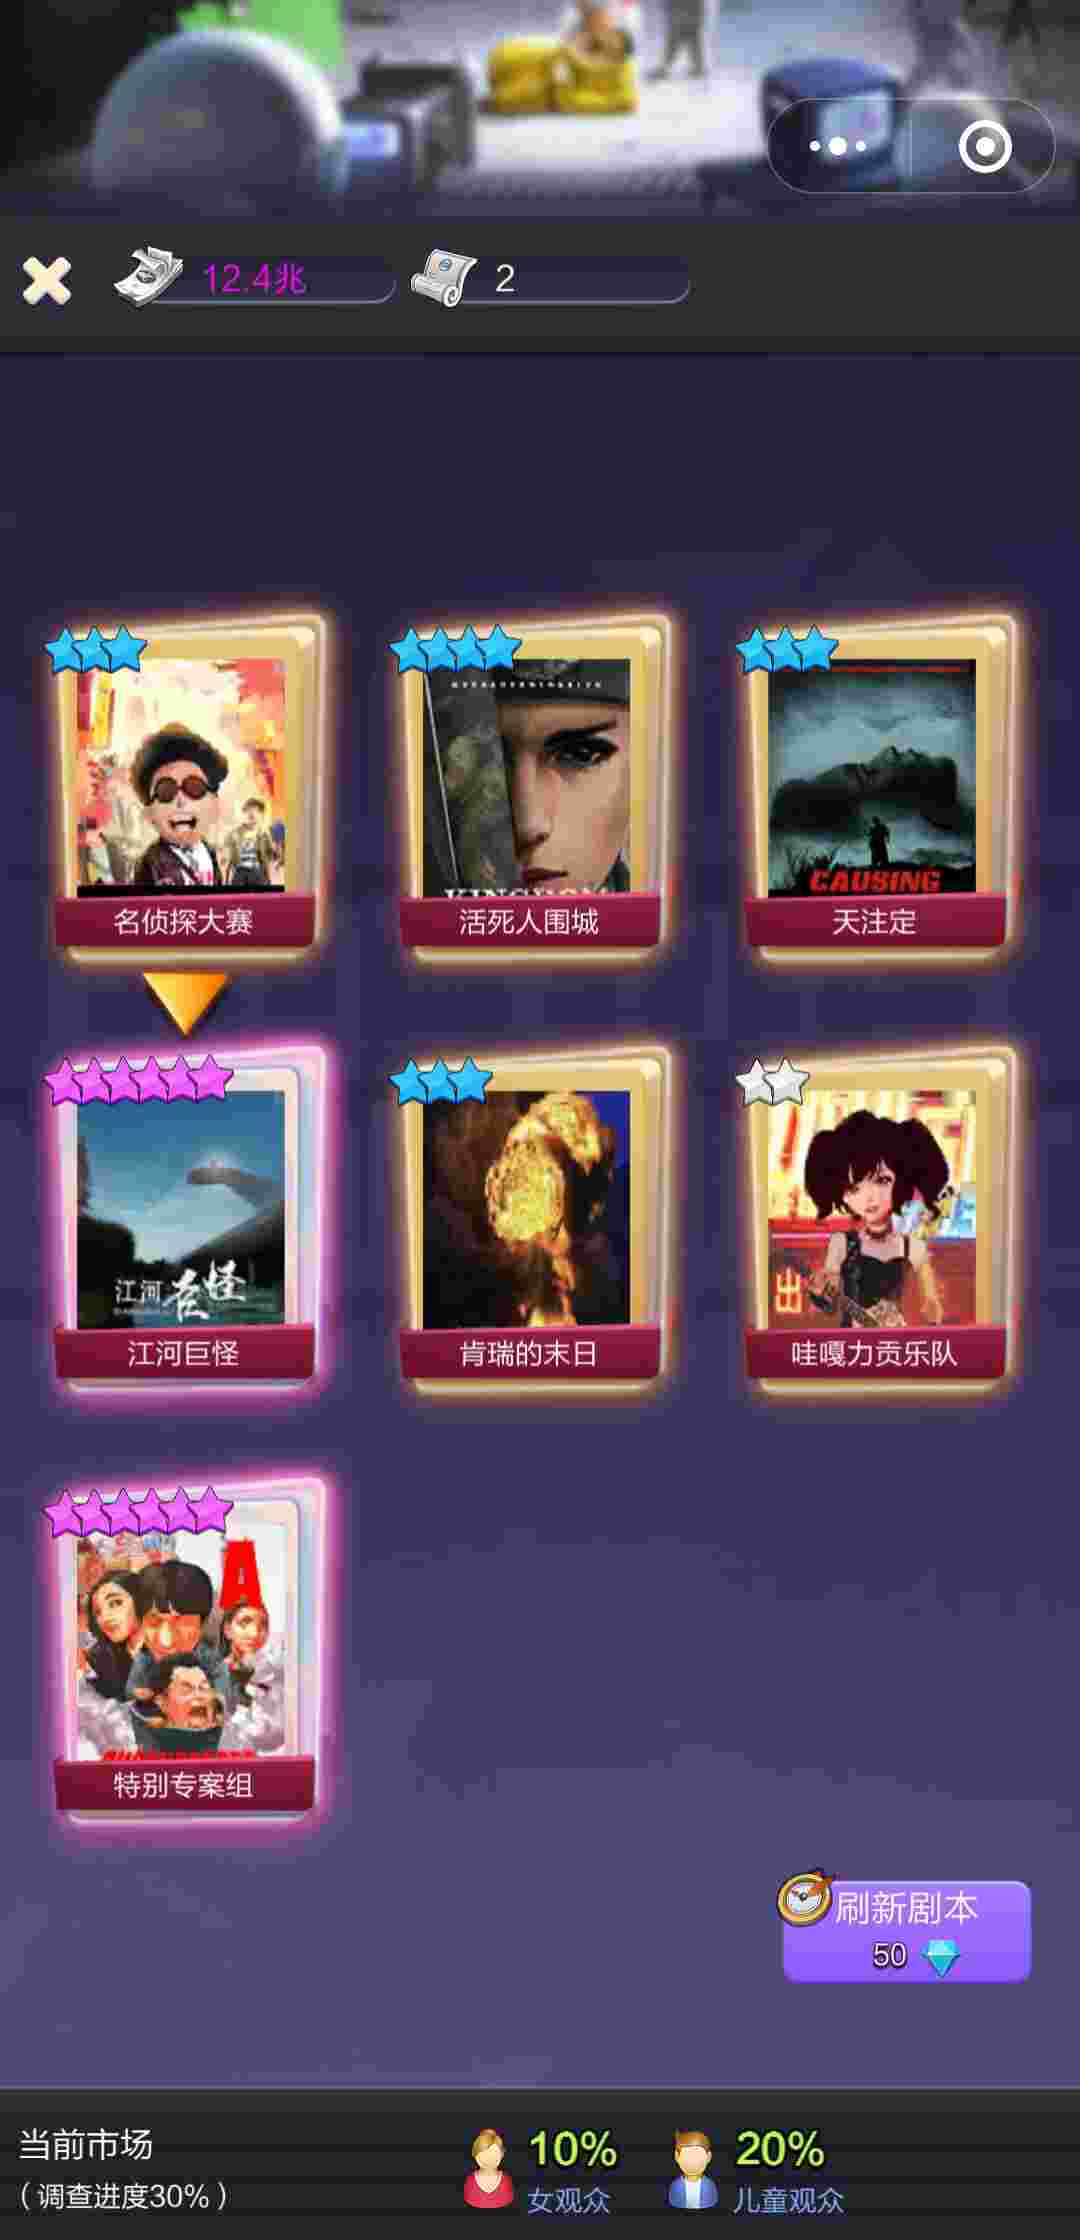 12.4兆
2
名侦探大赛
活死人围城
CAUSING
天注定
江河巨怪
江河巨怪
肯瑞的末日
出
哇嘎力贡乐队
A
特别专案组
刷新剧本
50
当前市场
（调查进度30%）
10%
女观众
20%
儿童观众